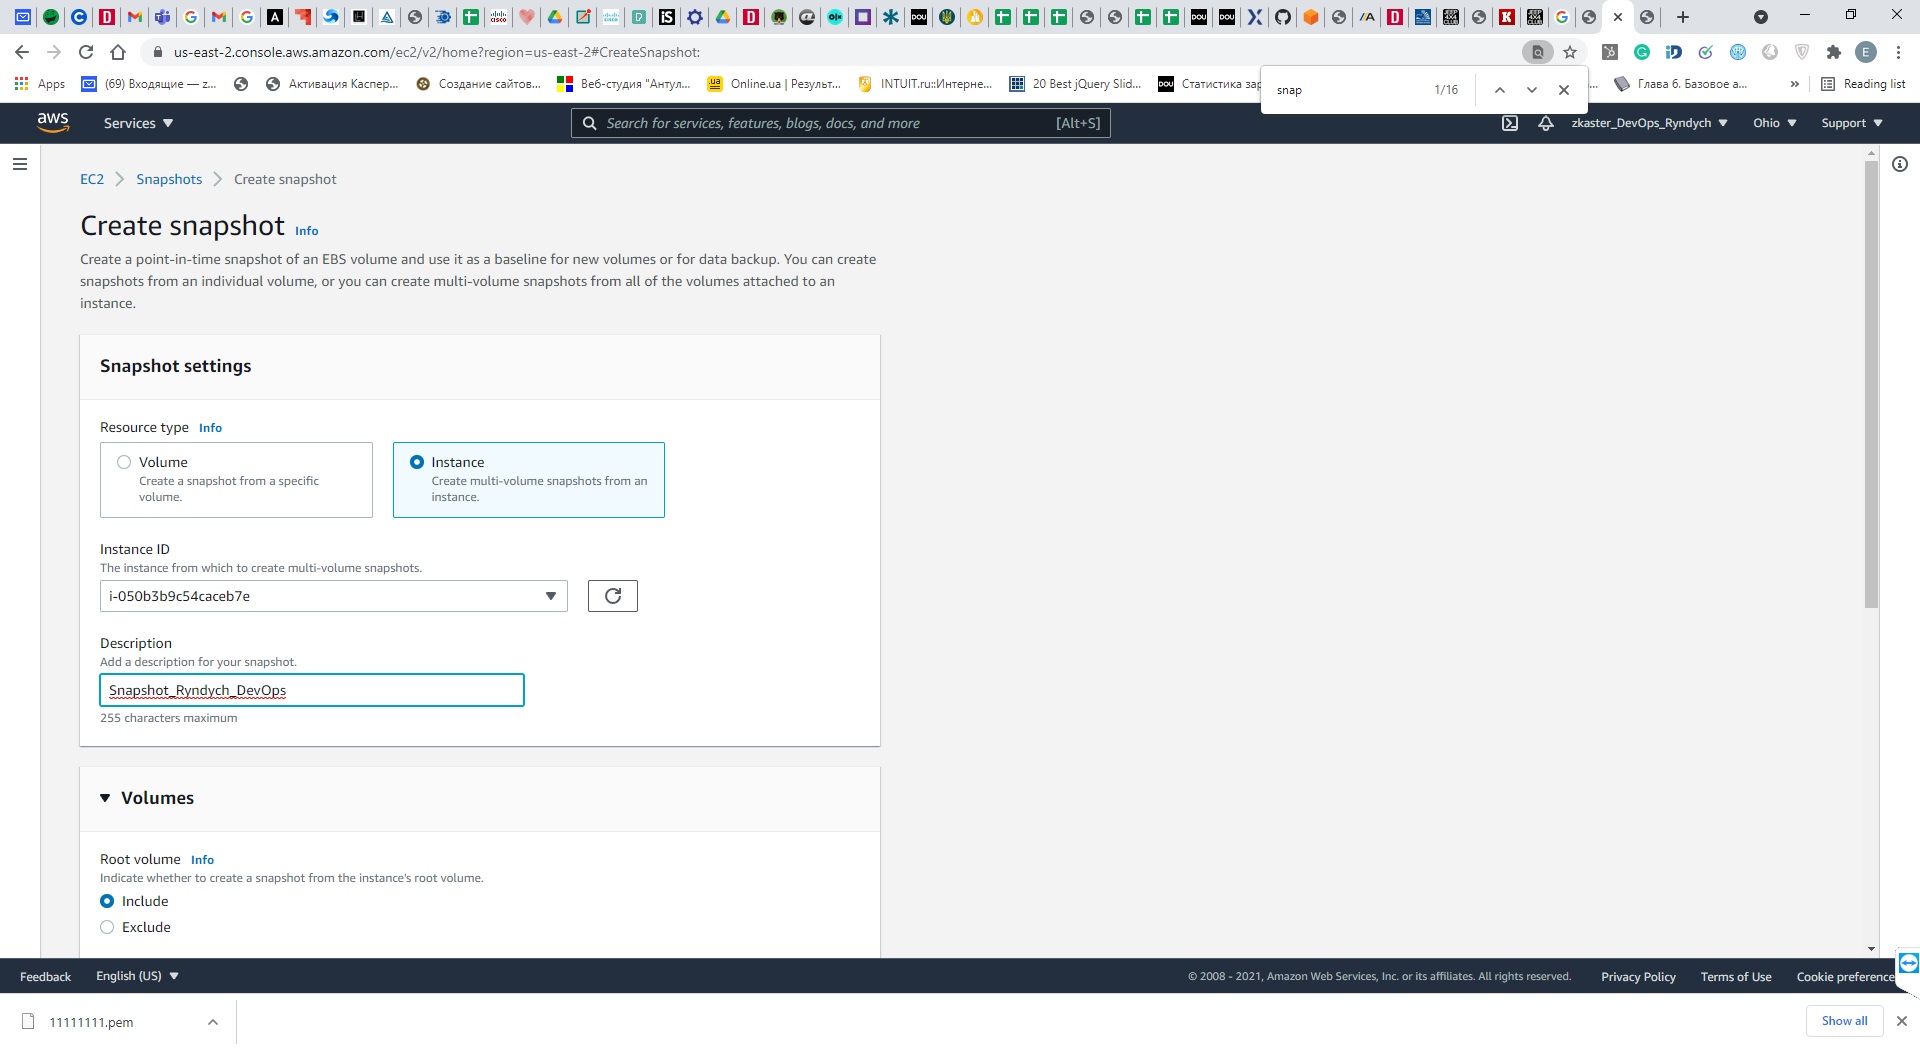 us-east-2.console.aws.amazon.com/ec2/v2/home?region=us-east-2#CreateSnapshot:
Apps
(69) Входящие — z...
Активация Каспер...
Создание сайтов...
Веб-студия "Антул...
Online.ua | Результ...
INTUIT.ru::Интерне...
20 Best jQuery Slid...
DOU Статистика зар
Глава 6. Базовое а...
»
Reading list
snap
1/16
aws
Services
Search for services, features, blogs, docs, and more
[Alt+S]
zkaster_DevOps_Ryndych
Ohio
Support
EC2 > Snapshots > Create snapshot
Create snapshot Info
Create a point-in-time snapshot of an EBS volume and use it as a baseline for new volumes or for data backup. You can create
snapshots from an individual volume, or you can create multi-volume snapshots from all of the volumes attached to an
instance.
Snapshot settings
Resource type Info
Volume
Create a snapshot from a specific
volume.
Instance
Create multi-volume snapshots from an
instance.
Instance ID
The instance from which to create multi-volume snapshots.
i-050b3b9c54caceb7e
Description
Add a description for your snapshot.
Snapshot_Ryndych_DevOps
255 characters maximum
Volumes
Root volume Info
Indicate whether to create a snapshot from the instance's root volume.
Include
Exclude
Feedback
English (US)
© 2008 - 2021, Amazon Web Services, Inc. or its affiliates. All rights reserved.
Privacy Policy
Terms of Use
Cookie preference
11111111.pem
Show all